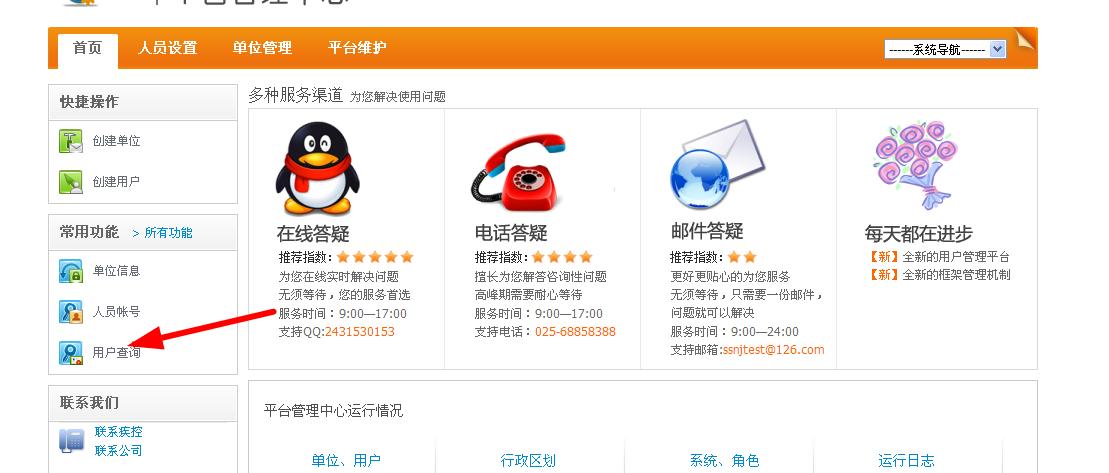 首页 人员设置 单位管理 平台维护
------系统导航------
快捷操作
创建单位
创建用户
常用功能 > 所有功能
单位信息
人员帐号
用户查询
联系我们
联系疾控
联系公司
多种服务渠道 为您解决使用问题
在线答疑
推荐指数:
为您在线实时解决问题
无须等待，您的服务首选
服务时间：9:00—17:00
支持QQ:2431530153
电话答疑
推荐指数:
擅长为您解答咨询性问题
高峰期需要耐心等待
服务时间：9:00—17:00
支持电话：025-68858388
邮件答疑
推荐指数:
更好更贴心的为您服务
无须等待，只需要一份邮件，
问题就可以解决
服务时间：9:00—24:00
支持邮箱:ssnjtest@126.com
每天都在进步
【新】全新的用户管理平台
【新】全新的框架管理机制
平台管理中心运行情况
单位、用户 行政区划 系统、角色 运行日志